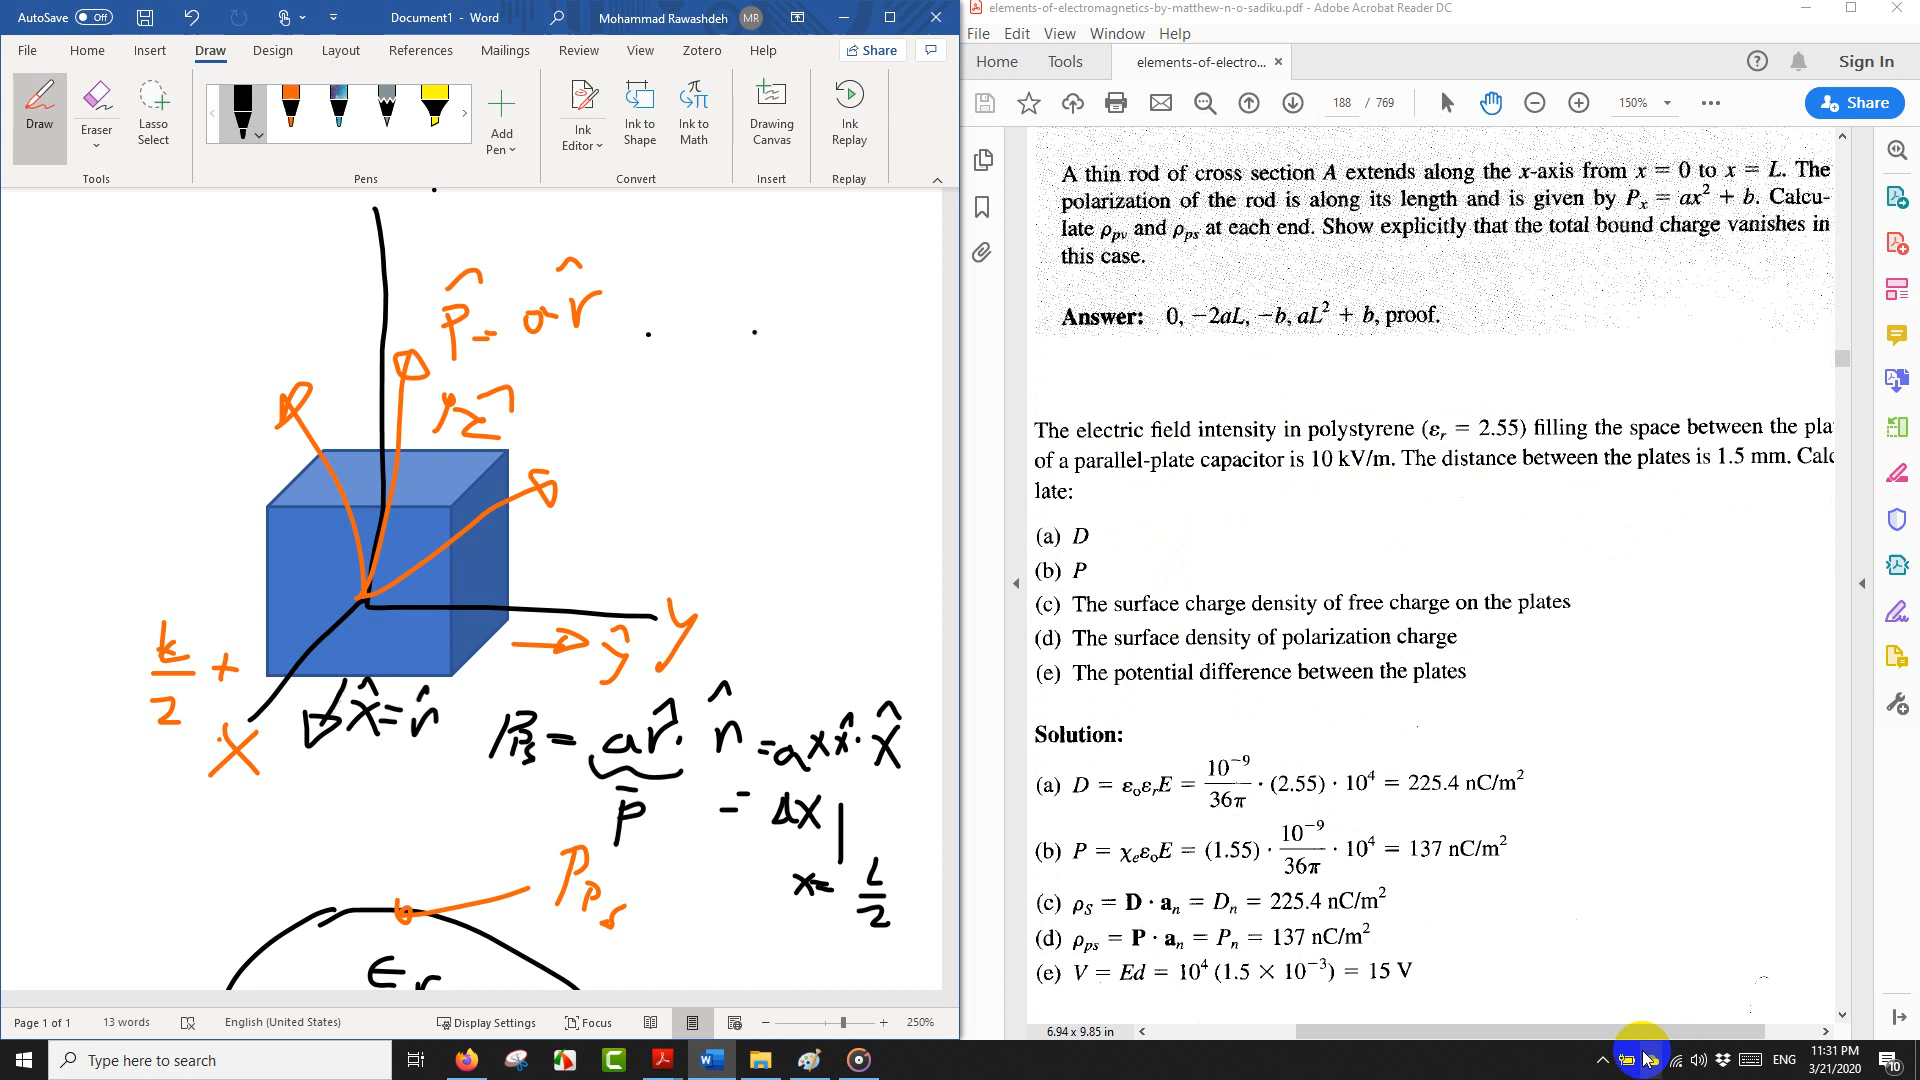 AutoSave Off
Document1 - Word
Mohammad Rawashdeh MR
File Home Insert Draw Design Layout References Mailings Review View Zotero Help Share
Draw
Eraser
Lasso Select
Add Pen
Ink Editor
Ink to Shape
Ink to Math
Drawing Canvas
Ink Replay
Tools Pens Convert Insert Replay
P = a r
z
k/2 +
y
y
X
x = n
Ps = a r . n = a x x . x
P
= ax |
x = L/2
Pps
εr
Page 1 of 1 13 words English (United States) Display Settings Focus 250%
elements-of-electromagnetics-by-matthew-n-o-sadiku.pdf - Adobe Acrobat Reader DC
File Edit View Window Help
Home Tools elements-of-electro... × Sign In
188 / 769 150% Share
A thin rod of cross section A extends along the x-axis from x = 0 to x = L. The
polarization of the rod is along its length and is given by Px = ax² + b. Calcu-
late ρpv and ρps at each end. Show explicitly that the total bound charge vanishes in
this case.
Answer: 0, −2aL, −b, aL² + b, proof.
The electric field intensity in polystyrene (εr = 2.55) filling the space between the pla
of a parallel-plate capacitor is 10 kV/m. The distance between the plates is 1.5 mm. Calc
late:
(a) D
(b) P
(c) The surface charge density of free charge on the plates
(d) The surface density of polarization charge
(e) The potential difference between the plates
Solution:
(a) D = εoεrE = 10⁻⁹/36π · (2.55) · 10⁴ = 225.4 nC/m²
(b) P = χeεoE = (1.55) · 10⁻⁹/36π · 10⁴ = 137 nC/m²
(c) ρS = D · an = Dn = 225.4 nC/m²
(d) ρps = P · an = Pn = 137 nC/m²
(e) V = Ed = 10⁴ (1.5 × 10⁻³) = 15 V
6.94 x 9.85 in
Type here to search
ENG
11:31 PM
3/21/2020
10